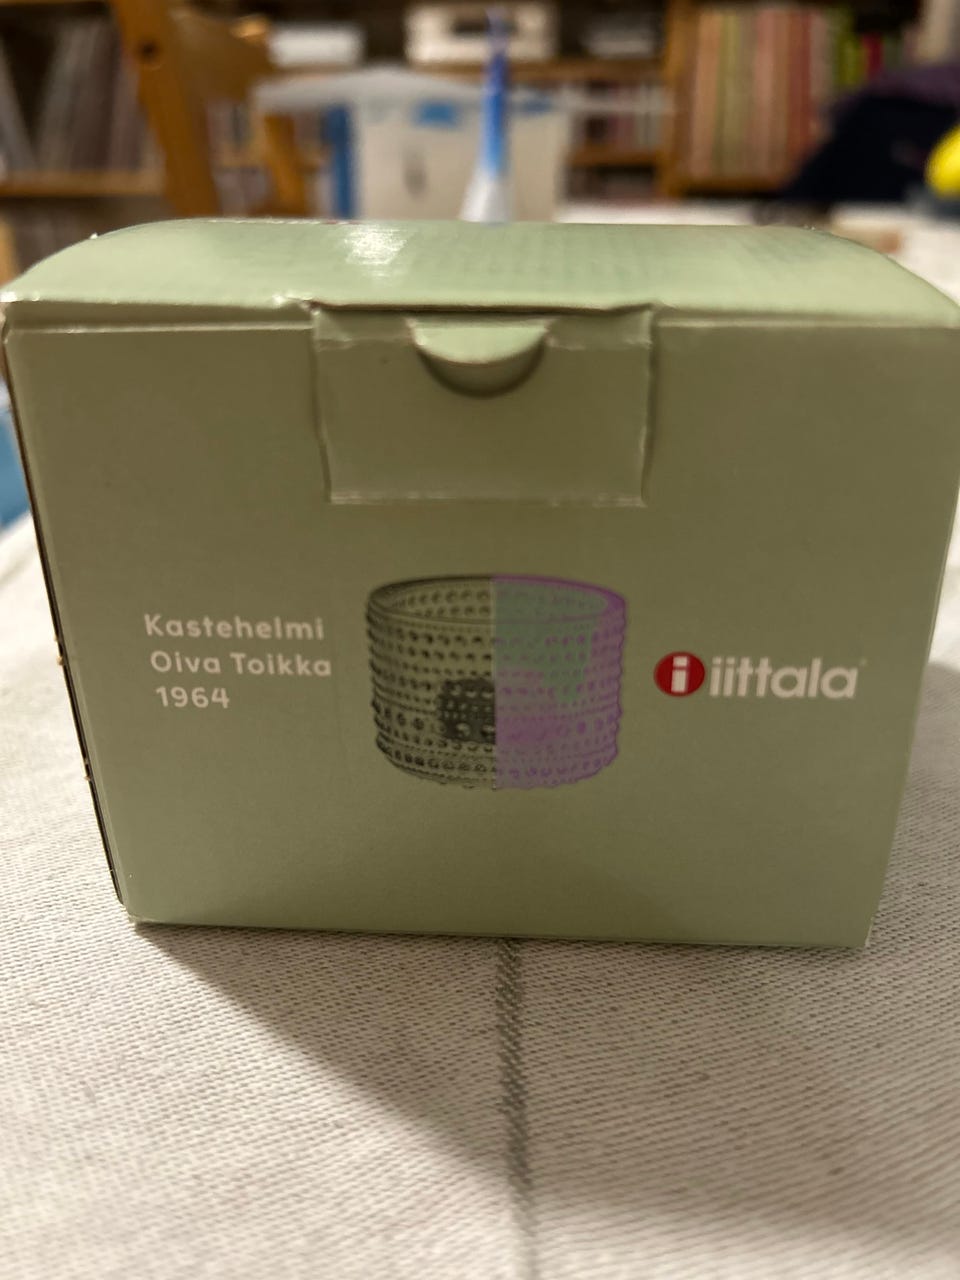 Kastehelmi
Oiva Toikka
1964
i iittala